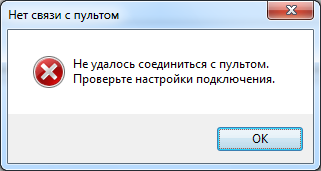 Нет связи с пультом
Не удалось соединиться с пультом.
Проверьте настройки подключения.
OK